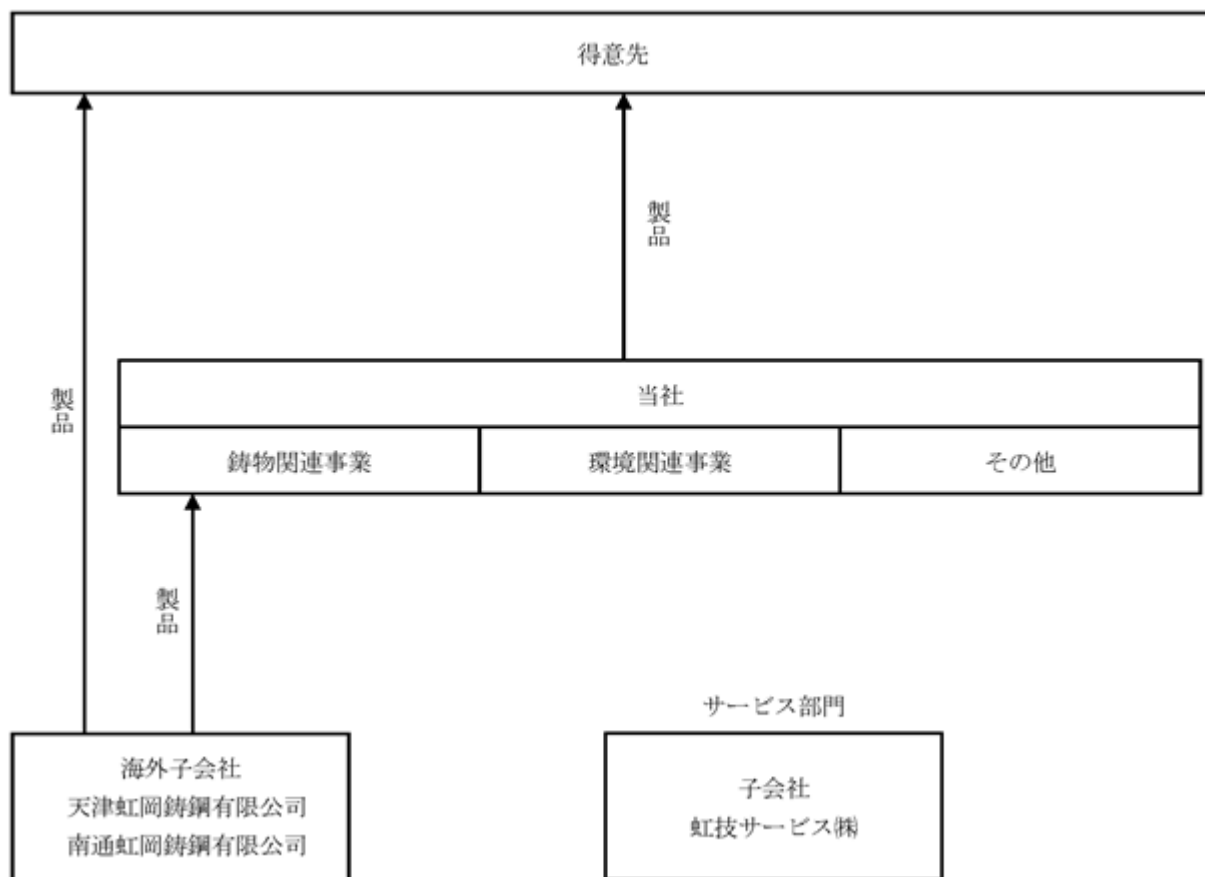 得意先
製品
当社
製品
鋳物関連事業
環境関連事業
その他
製品
サービス部門
海外子会社
天津虹岡鋳鋼有限公司
南通虹岡鋳鋼有限公司
子会社
虹技サービス㈱